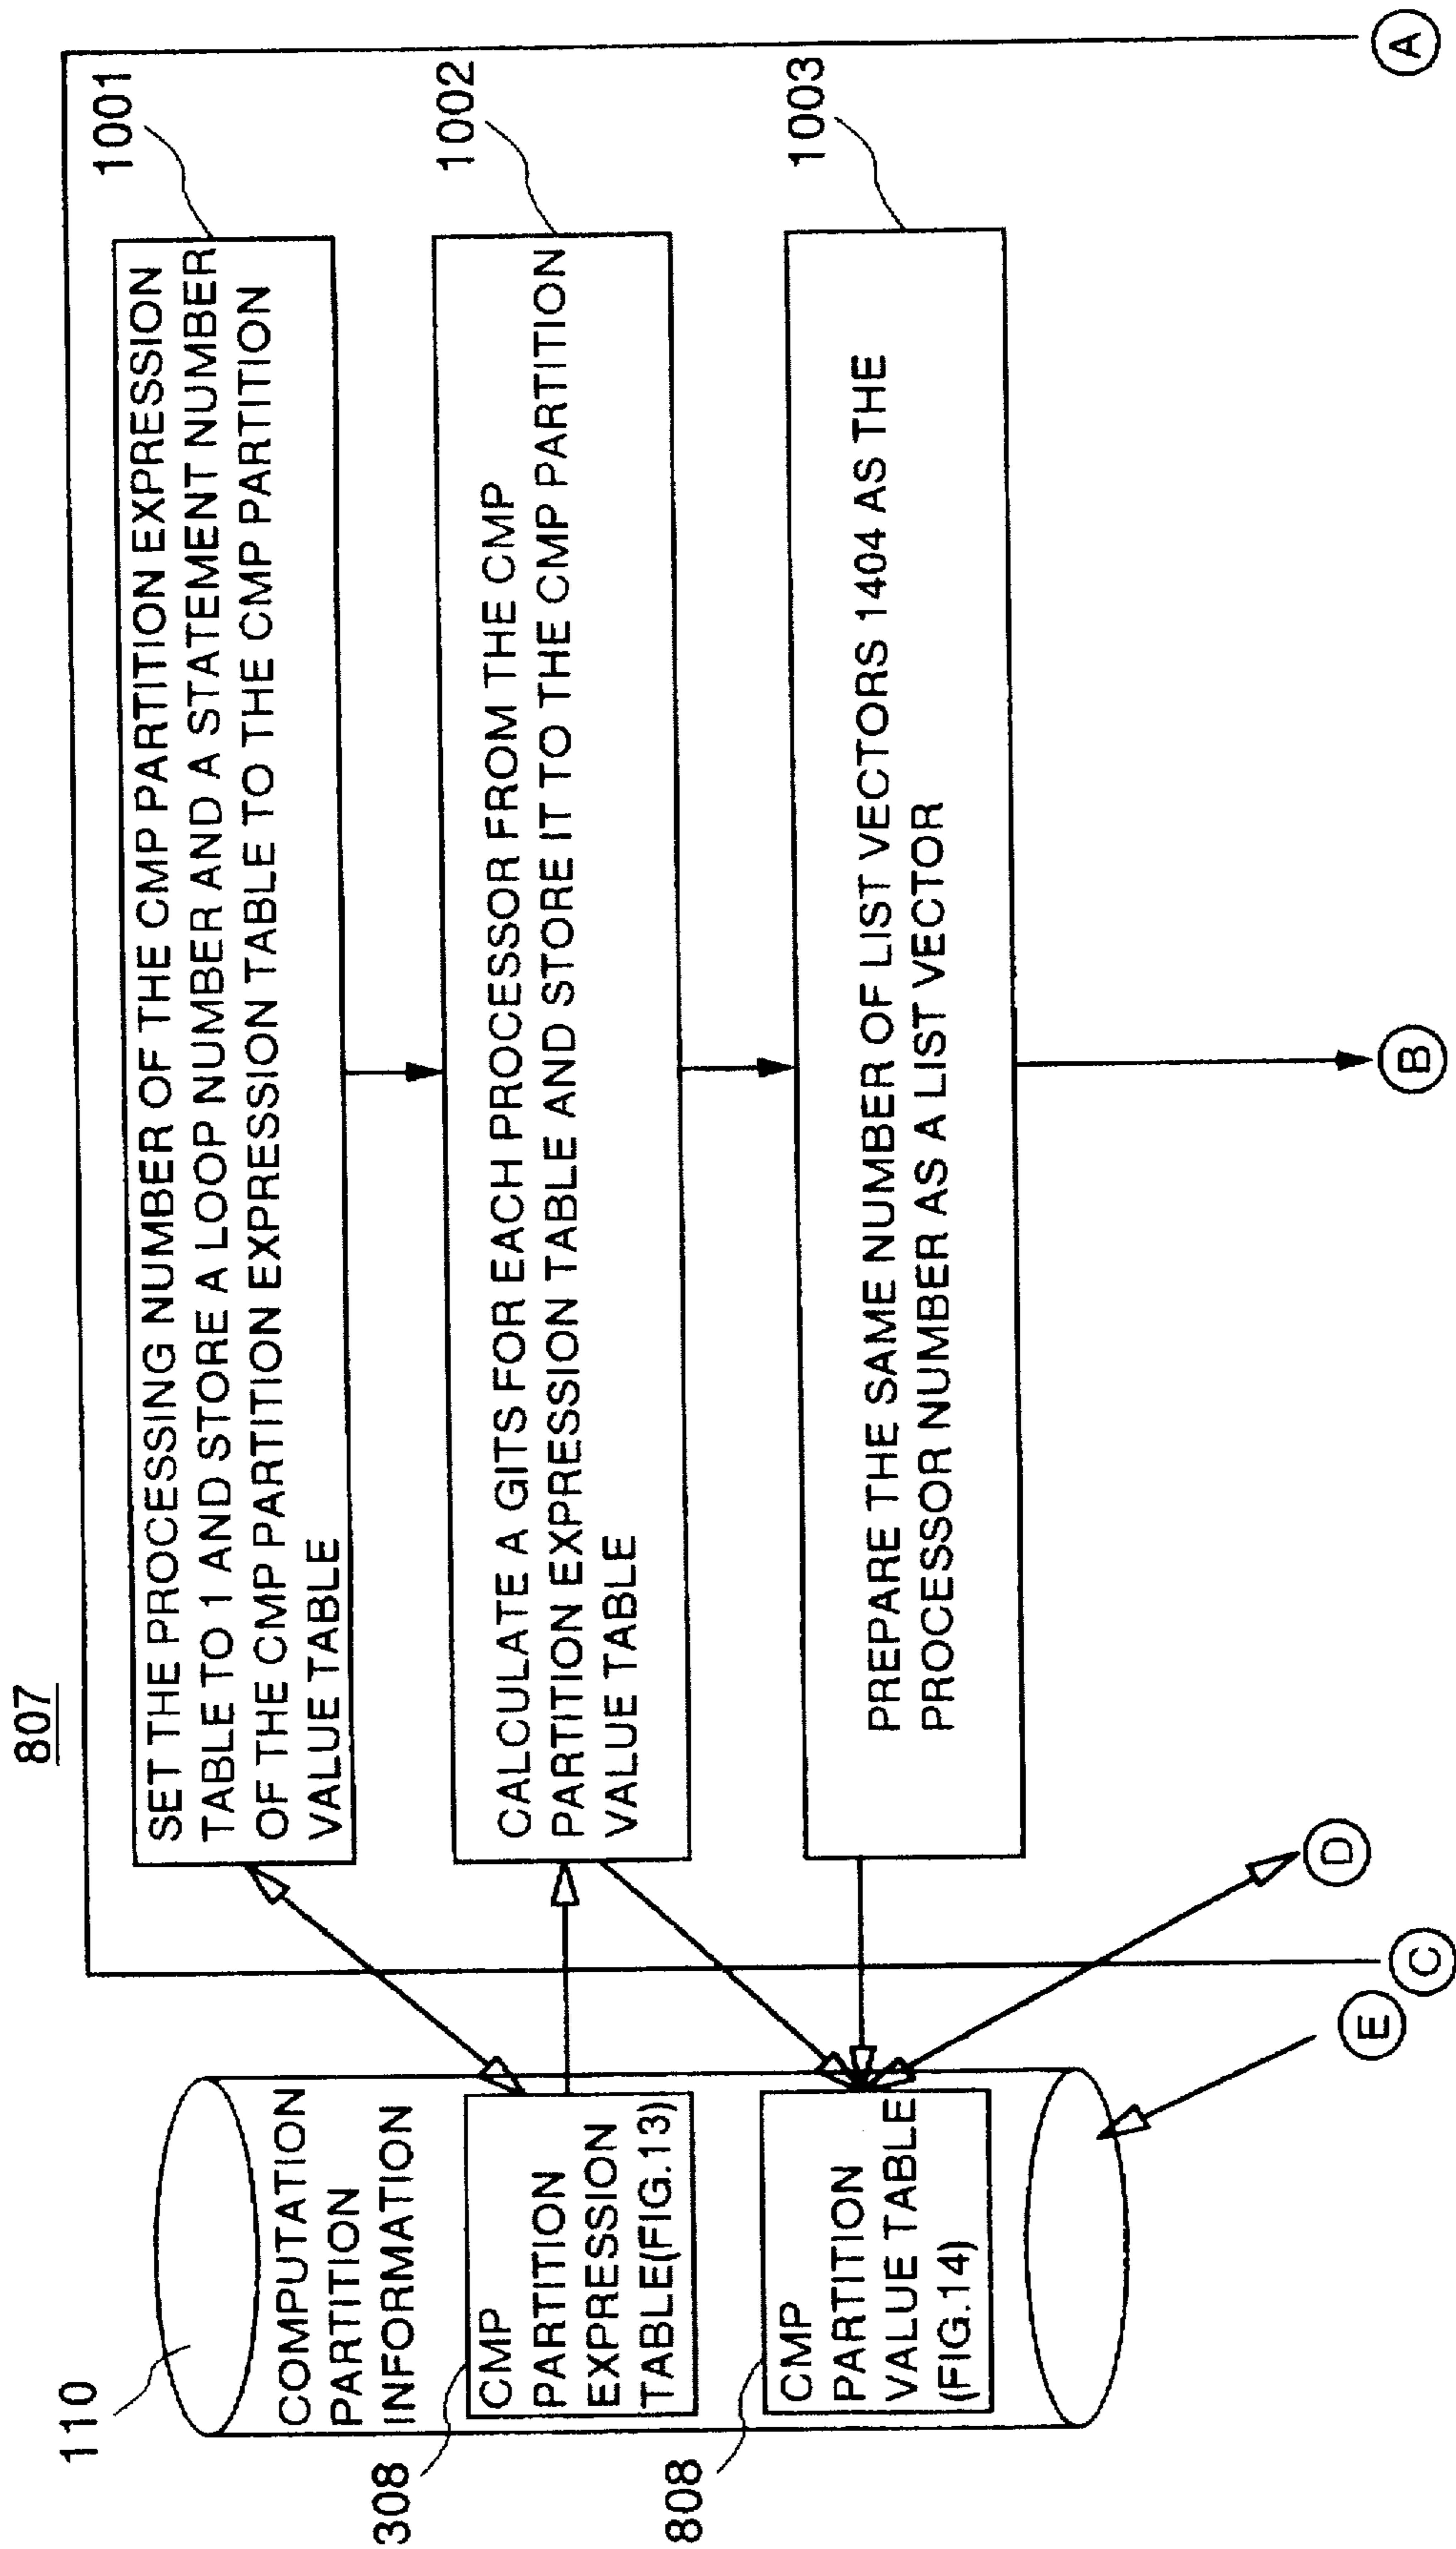 807
110
COMPUTATION
PARTITION
INFORMATION
308
CMP
PARTITION
EXPRESSION
TABLE(FIG.13)
808
CMP
PARTITION
VALUE TABLE
(FIG.14)
1001
SET THE PROCESSING NUMBER OF THE CMP PARTITION EXPRESSION
TABLE TO 1 AND STORE A LOOP NUMBER AND A STATEMENT NUMBER
OF THE CMP PARTITION EXPRESSION TABLE TO THE CMP PARTITION
VALUE TABLE
1002
CALCULATE A GITS FOR EACH PROCESSOR FROM THE CMP
PARTITION EXPRESSION TABLE AND STORE IT TO THE CMP PARTITION
VALUE TABLE
1003
PREPARE THE SAME NUMBER OF LIST VECTORS 1404 AS THE
PROCESSOR NUMBER AS A LIST VECTOR
E
C
D
B
A